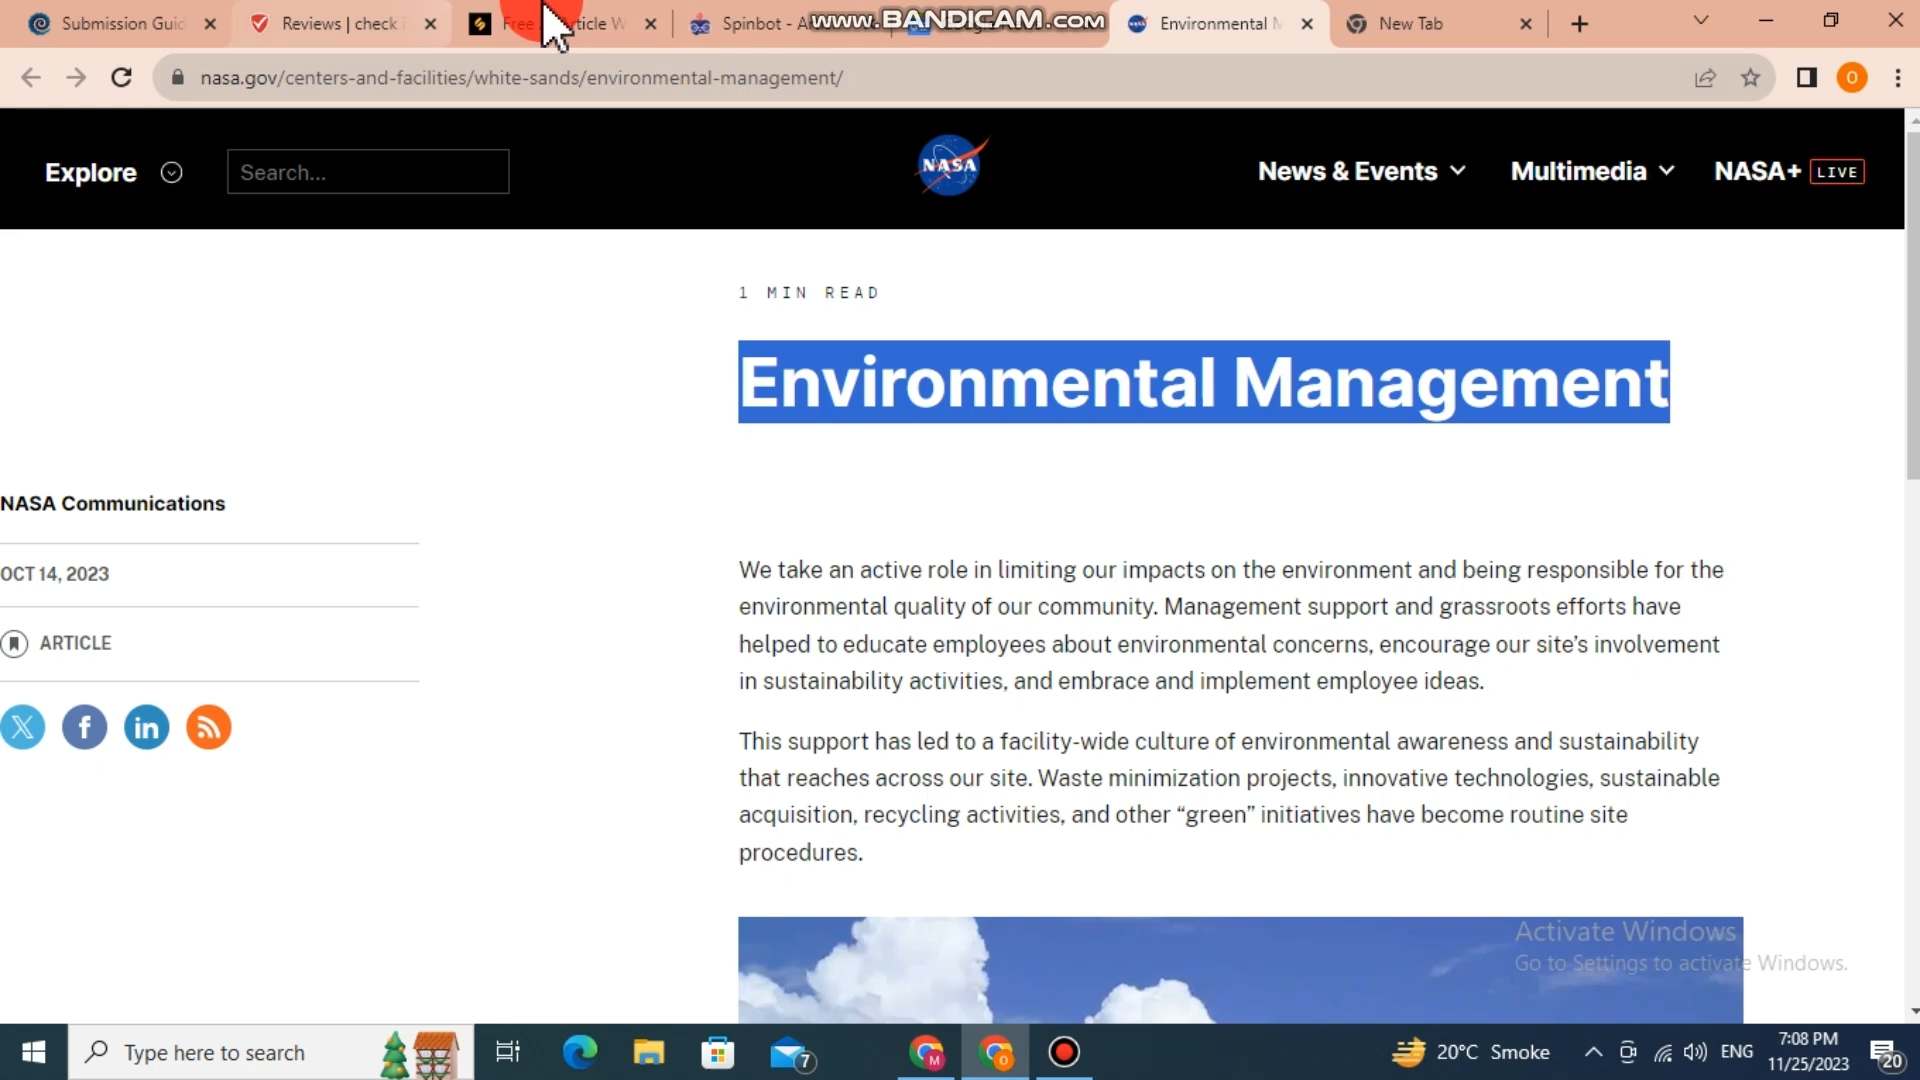 Submission Guid
Reviews | check i
Free
ticle W
Spinbot - A
www.BANDICAM.com
Environmental M
New Tab
nasa.gov/centers-and-facilities/white-sands/environmental-management/
O
Explore
Search...
NASA
News & Events
Multimedia
NASA+ LIVE
1 MIN READ
Environmental Management
NASA Communications
OCT 14, 2023
ARTICLE
We take an active role in limiting our impacts on the environment and being responsible for the
environmental quality of our community. Management support and grassroots efforts have
helped to educate employees about environmental concerns, encourage our site’s involvement
in sustainability activities, and embrace and implement employee ideas.
This support has led to a facility-wide culture of environmental awareness and sustainability
that reaches across our site. Waste minimization projects, innovative technologies, sustainable
acquisition, recycling activities, and other “green” initiatives have become routine site
procedures.
Activate Windows
Go to Settings to activate Windows.
Type here to search
7
M
O
20°C Smoke
ENG
7:08 PM
11/25/2023
20